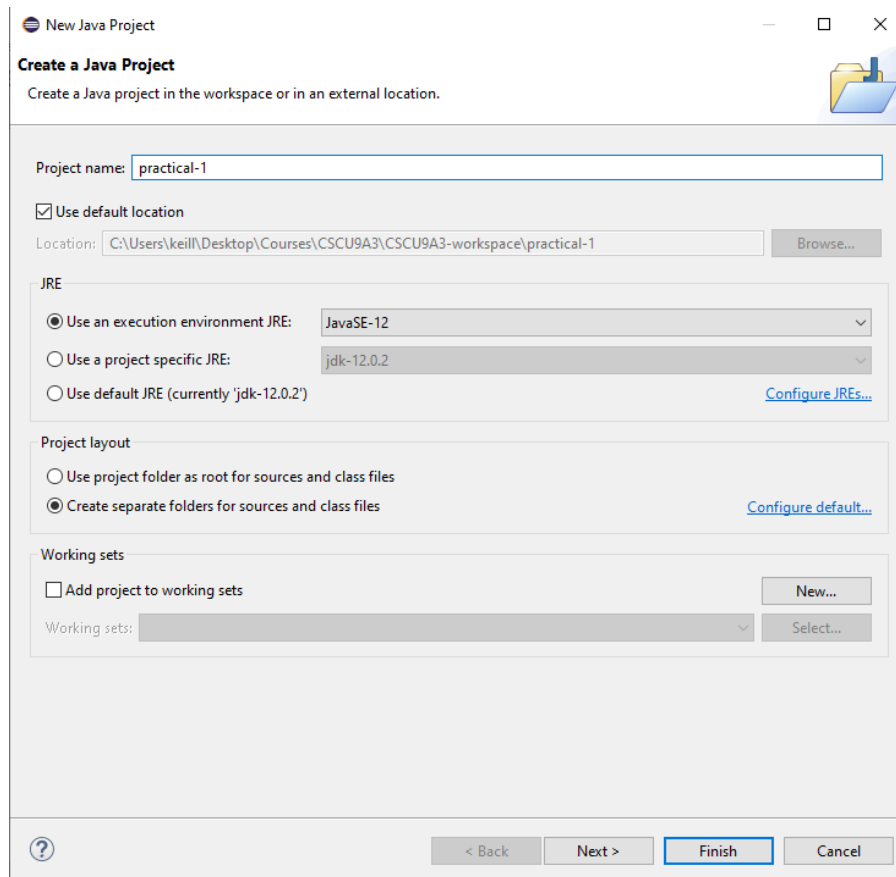 New Java Project
Create a Java Project
Create a Java project in the workspace or in an external location.
Project name: practical-1
Use default location
Location: C:\Users\keill\Desktop\Courses\CSCU9A3\CSCU9A3-workspace\practical-1 Browse...
JRE
Use an execution environment JRE: JavaSE-12
Use a project specific JRE: jdk-12.0.2
Use default JRE (currently 'jdk-12.0.2') Configure JREs...
Project layout
Use project folder as root for sources and class files
Create separate folders for sources and class files Configure default...
Working sets
Add project to working sets New...
Working sets: Select...
? < Back Next > Finish Cancel